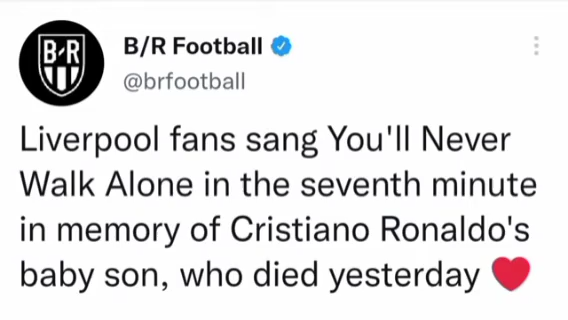 B/R Football
@brfootball
B-R
Liverpool fans sang You'll Never
Walk Alone in the seventh minute
in memory of Cristiano Ronaldo's
baby son, who died yesterday ❤️